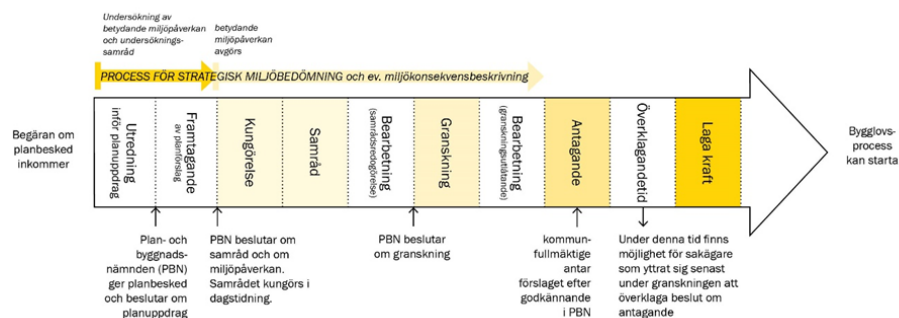 Undersökning av
betydande miljöpåverkan
och undersöknings-
samråd
betydande
miljöpåverkan
avgörs
PROCESS FÖR STRATEGISK MILJÖBEDÖMNING och ev. miljökonsekvensbeskrivning
Begäran om
planbesked
inkommer
Utredning
inför planuppdrag
Framtagande
av planförslag
Kungörelse
Samråd
Bearbetning
(samrådsredogörelse)
Granskning
Bearbetning
(granskningsutlåtande)
Antagande
Överklagandetid
Laga kraft
Bygglovs-
process
kan starta
Plan- och
byggnads-
nämnden (PBN)
ger planbesked
och beslutar om
planuppdrag
PBN beslutar om
samråd och om
miljöpåverkan.
Samrådet kungörs i
dagstidning.
PBN beslutar
om granskning
kommun-
fullmäktige
antar
förslaget efter
godkännande
i PBN
Under denna tid finns
möjlighet för sakägare
som yttrat sig senast
under granskningen att
överklaga beslut om
antagande